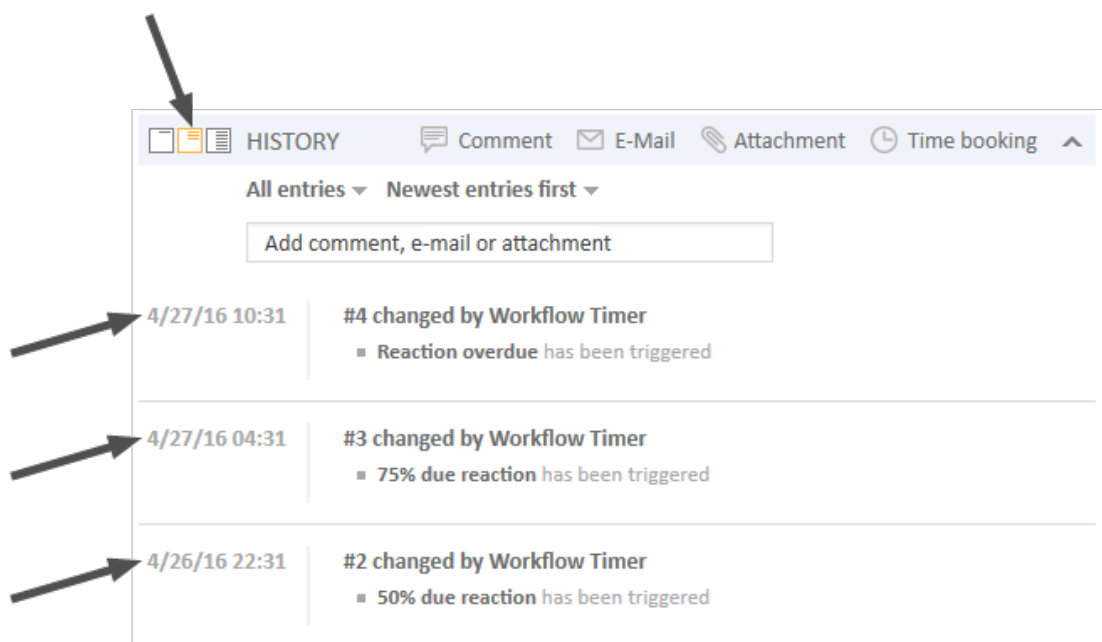 HISTORY Comment E-Mail Attachment Time booking
All entries Newest entries first
Add comment, e-mail or attachment
4/27/16 10:31 #4 changed by Workflow Timer
Reaction overdue has been triggered
4/27/16 04:31 #3 changed by Workflow Timer
75% due reaction has been triggered
4/26/16 22:31 #2 changed by Workflow Timer
50% due reaction has been triggered